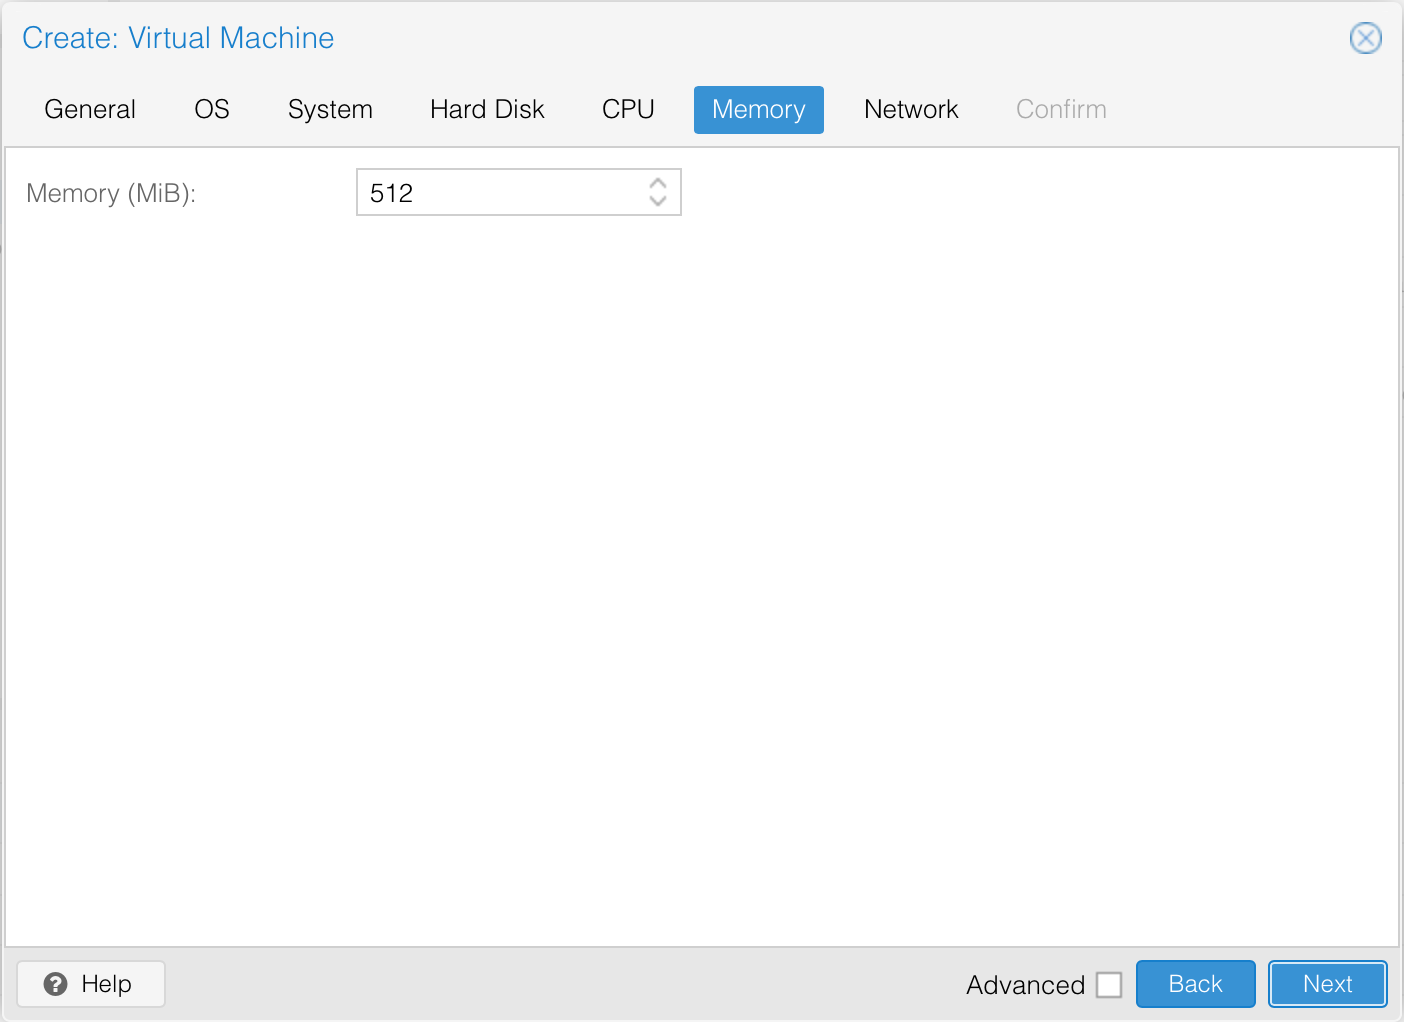 Create: Virtual Machine
General OS System Hard Disk CPU Memory Network Confirm
Memory (MiB): 512
Help Advanced Back Next